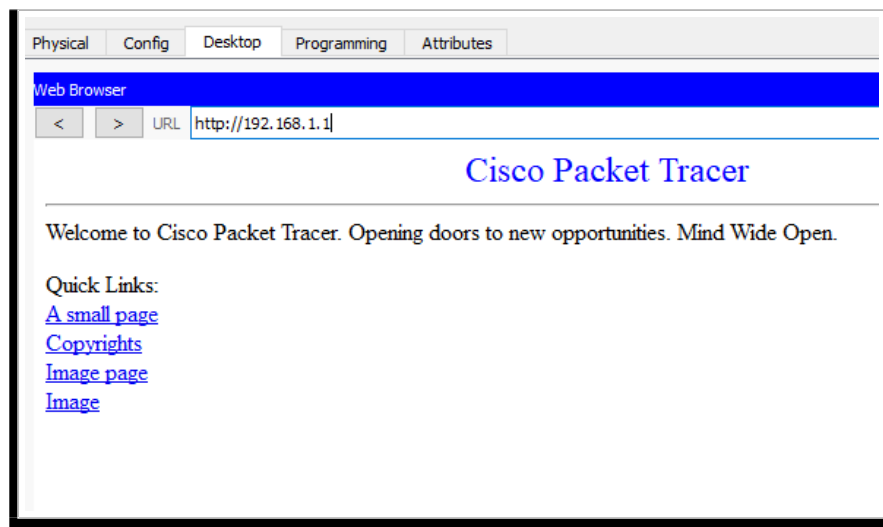 Physical Config Desktop Programming Attributes
Web Browser
< > URL http://192.168.1.1
Cisco Packet Tracer
Welcome to Cisco Packet Tracer. Opening doors to new opportunities. Mind Wide Open.
Quick Links:
A small page
Copyrights
Image page
Image